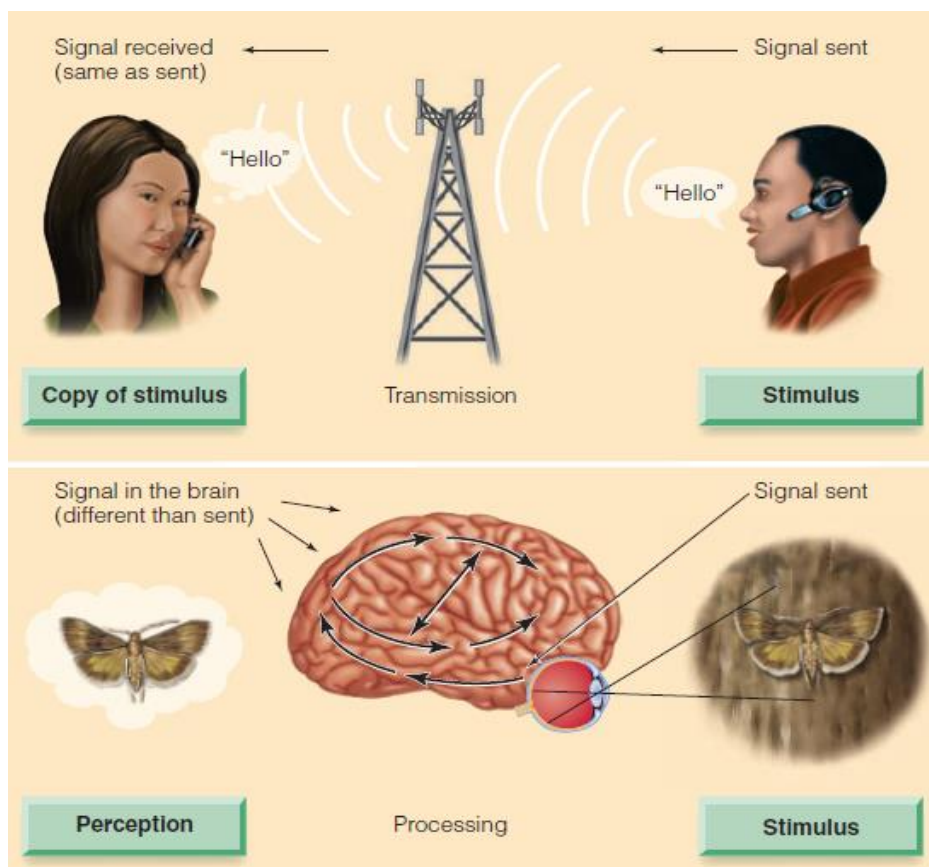 Signal received
(same as sent)
Signal sent
“Hello”
“Hello”
Copy of stimulus
Transmission
Stimulus
Signal in the brain
(different than sent)
Signal sent
Perception
Processing
Stimulus